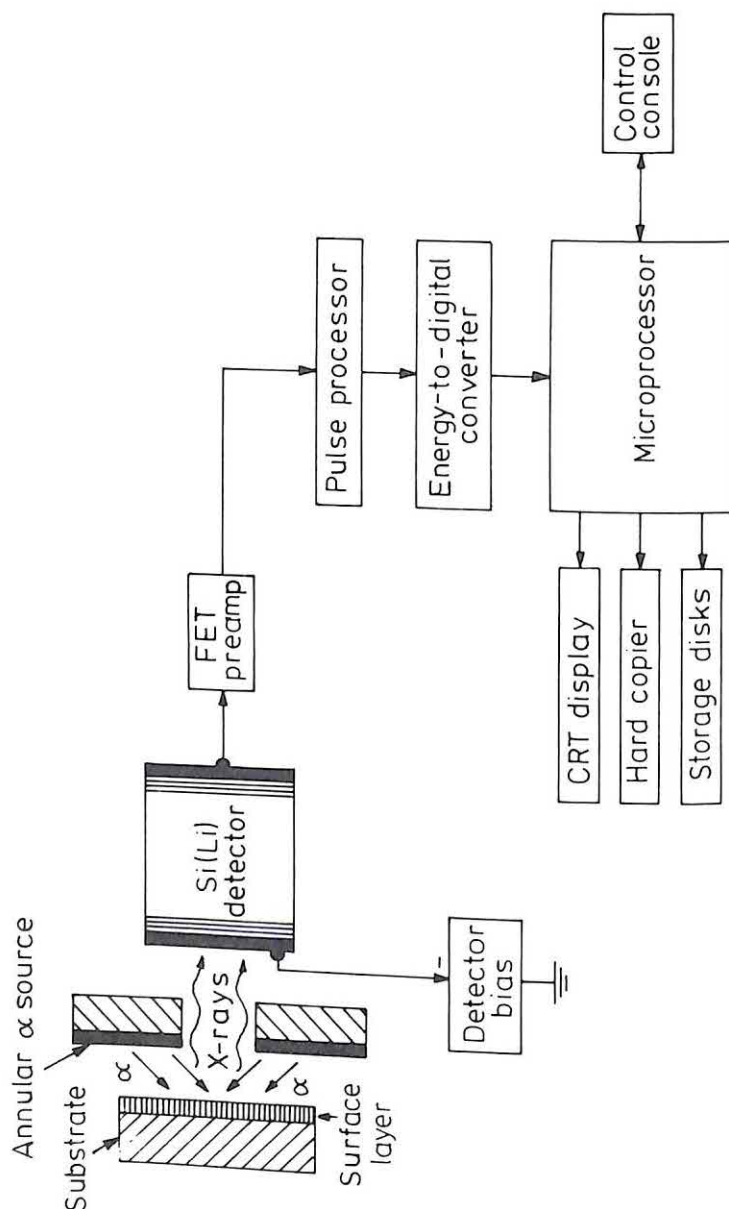 Annular α source
Substrate
α
α
X-rays
Surface
layer
Si(Li)
detector
-
Detector
bias
FET
preamp
Pulse processor
Energy-to-digital
converter
Microprocessor
Control
console
CRT display
Hard copier
Storage disks